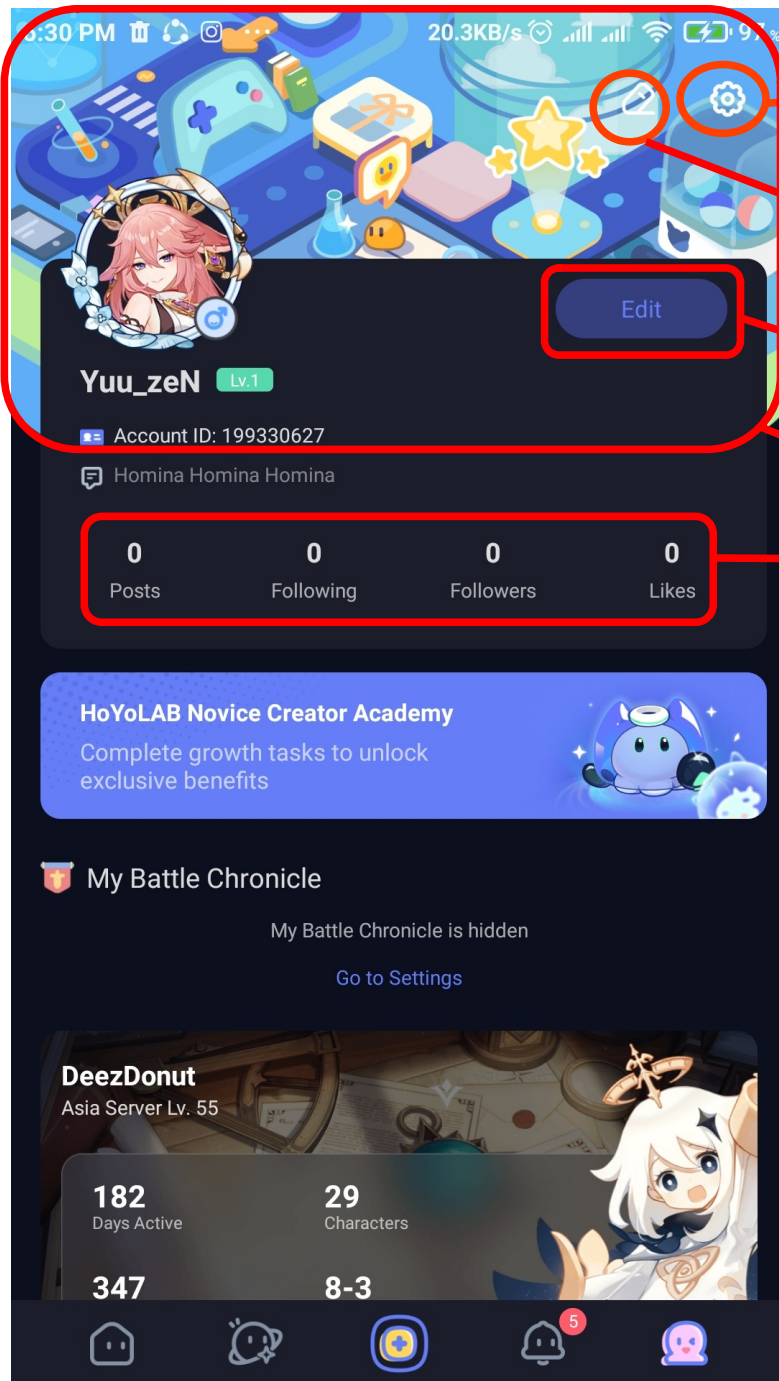 6:30 PM 20.3KB/s 97%
Edit
Yuu_zeN Lv.1
Account ID: 199330627
Homina Homina Homina
0 0 0 0
Posts Following Followers Likes
HoYoLAB Novice Creator Academy
Complete growth tasks to unlock
exclusive benefits
My Battle Chronicle
My Battle Chronicle is hidden
Go to Settings
DeezDonut
Asia Server Lv. 55
182 29
Days Active Characters
347 8-3
5